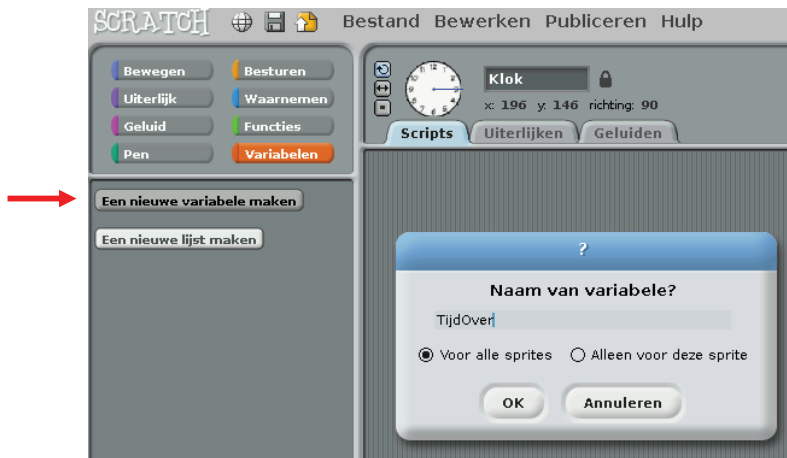 SCRATCH Bestand Bewerken Publiceren Hulp
Bewegen Besturen
Uiterlijk Waarnemen
Geluid Functies
Pen Variabelen
Klok
x: 196 y: 146 richting: 90
Scripts Uiterlijken Geluiden
Een nieuwe variabele maken
Een nieuwe lijst maken
?
Naam van variabele?
TijdOver
Voor alle sprites Alleen voor deze sprite
OK Annuleren